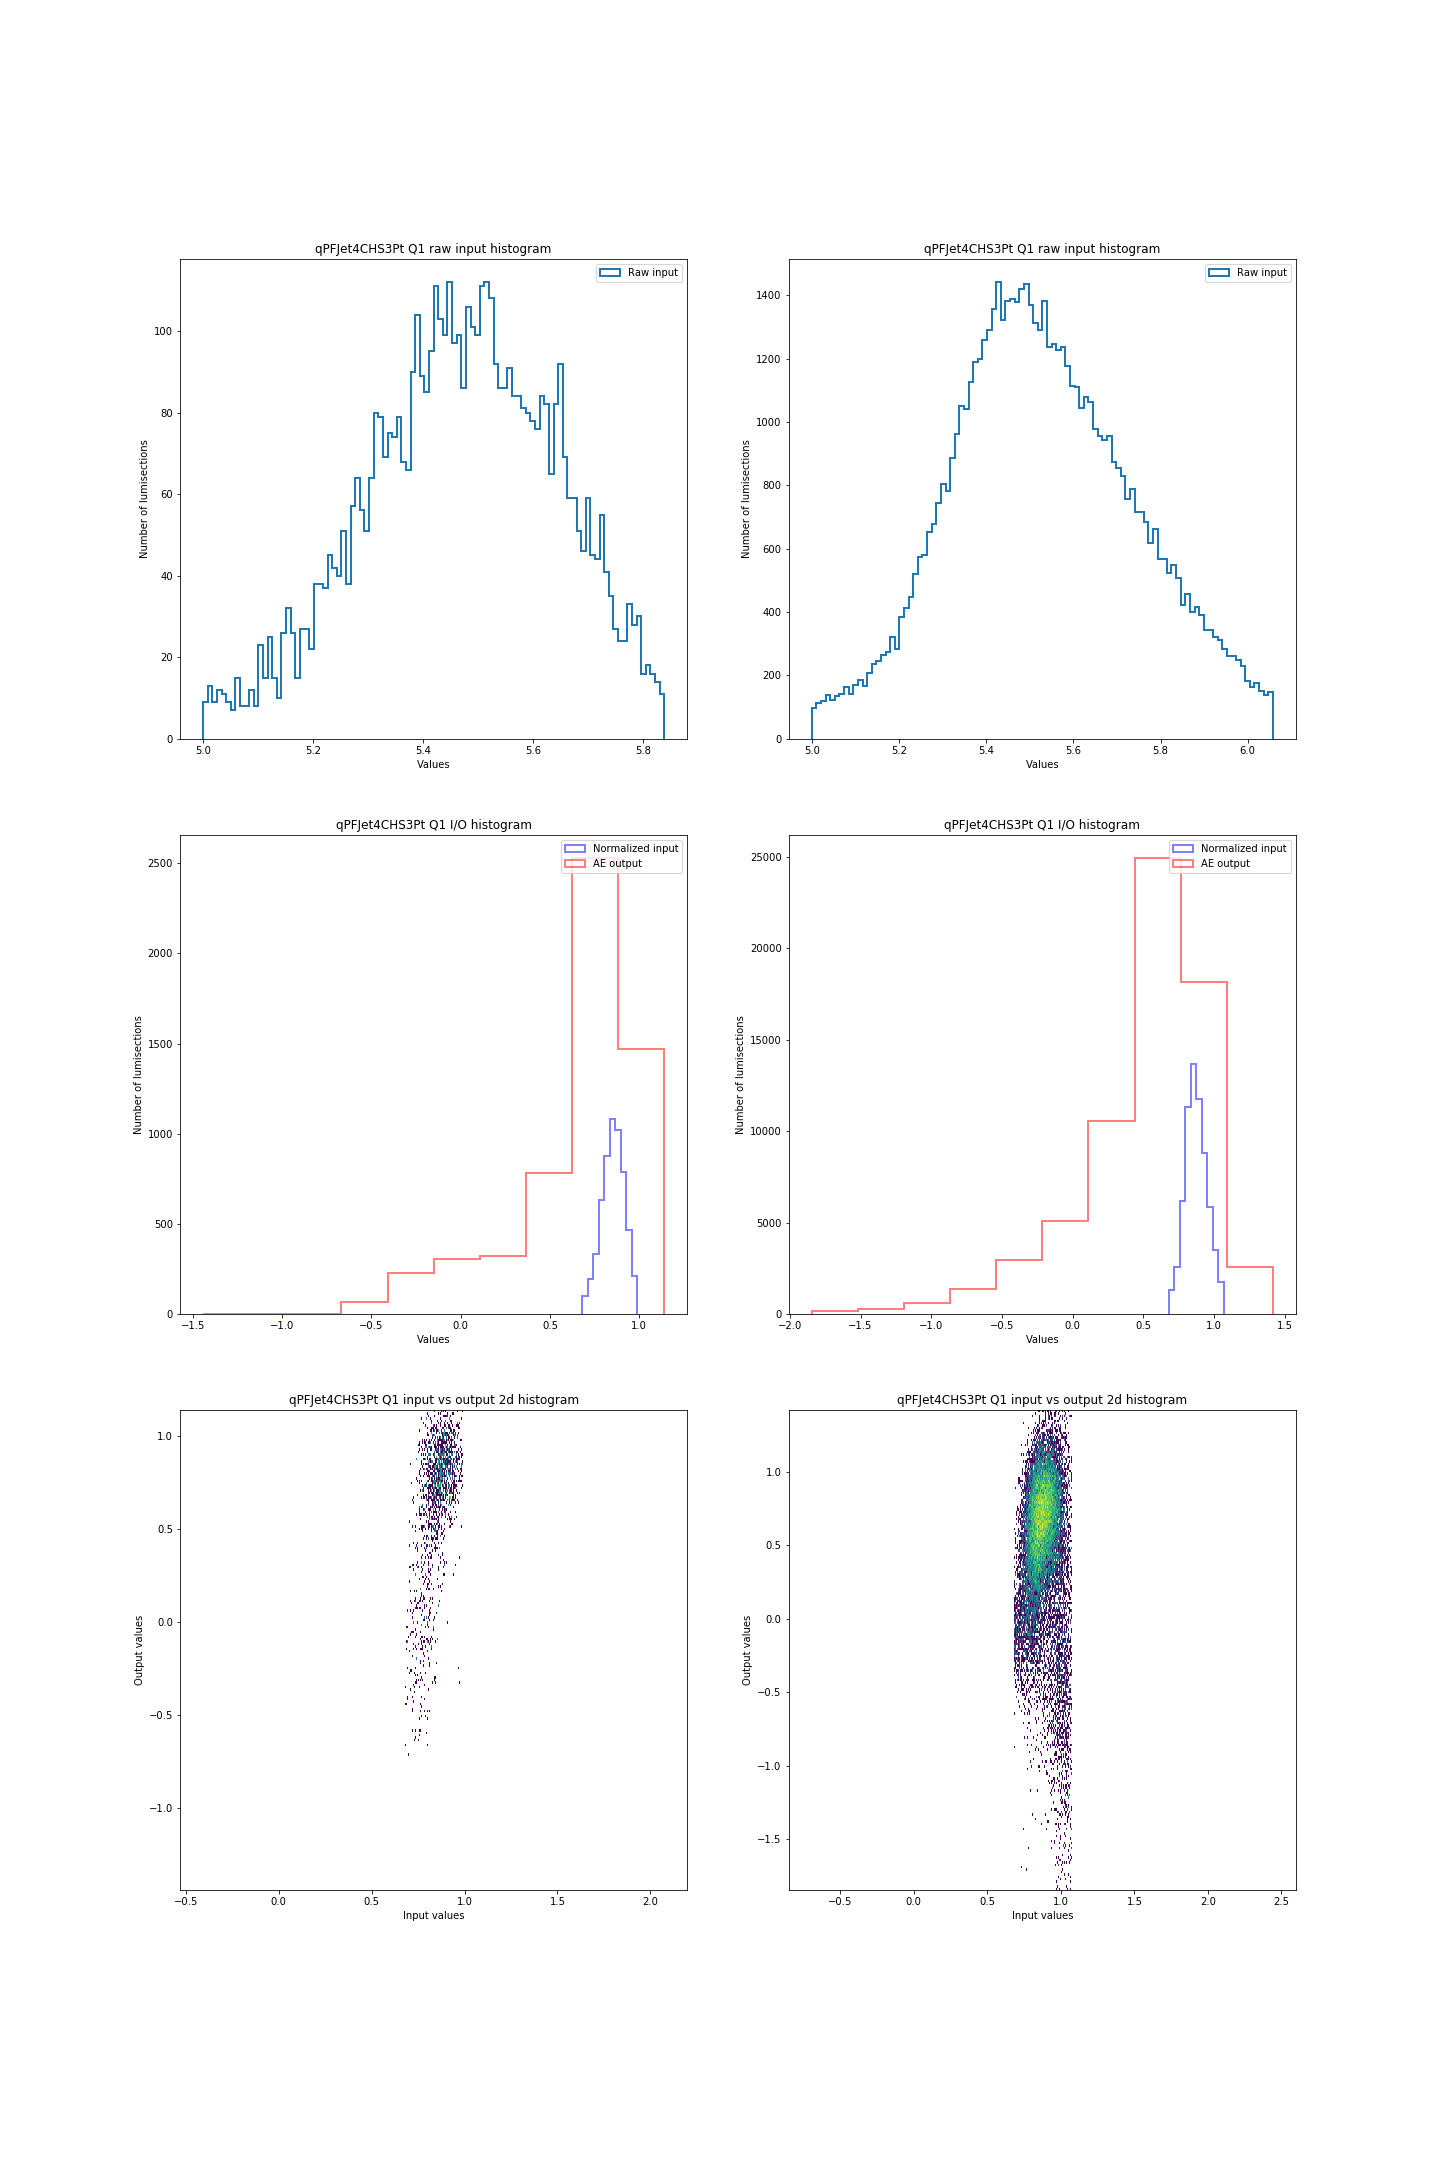 qPFJet4CHS3Pt Q1 raw input histogram
Raw input
Number of lumisections
100
80
60
40
20
0
5.0 5.2 5.4 5.6 5.8
Values
qPFJet4CHS3Pt Q1 raw input histogram
Raw input
Number of lumisections
1400
1200
1000
800
600
400
200
0
5.0 5.2 5.4 5.6 5.8 6.0
Values
qPFJet4CHS3Pt Q1 I/O histogram
Normalized input
AE output
Number of lumisections
2500
2000
1500
1000
500
0
−1.5 −1.0 −0.5 0.0 0.5 1.0
Values
qPFJet4CHS3Pt Q1 I/O histogram
Normalized input
AE output
Number of lumisections
25000
20000
15000
10000
5000
0
−2.0 −1.5 −1.0 −0.5 0.0 0.5 1.0 1.5
Values
qPFJet4CHS3Pt Q1 input vs output 2d histogram
Output values
1.0
0.5
0.0
−0.5
−1.0
−0.5 0.0 0.5 1.0 1.5 2.0
Input values
qPFJet4CHS3Pt Q1 input vs output 2d histogram
Output values
1.0
0.5
0.0
−0.5
−1.0
−1.5
−0.5 0.0 0.5 1.0 1.5 2.0 2.5
Input values